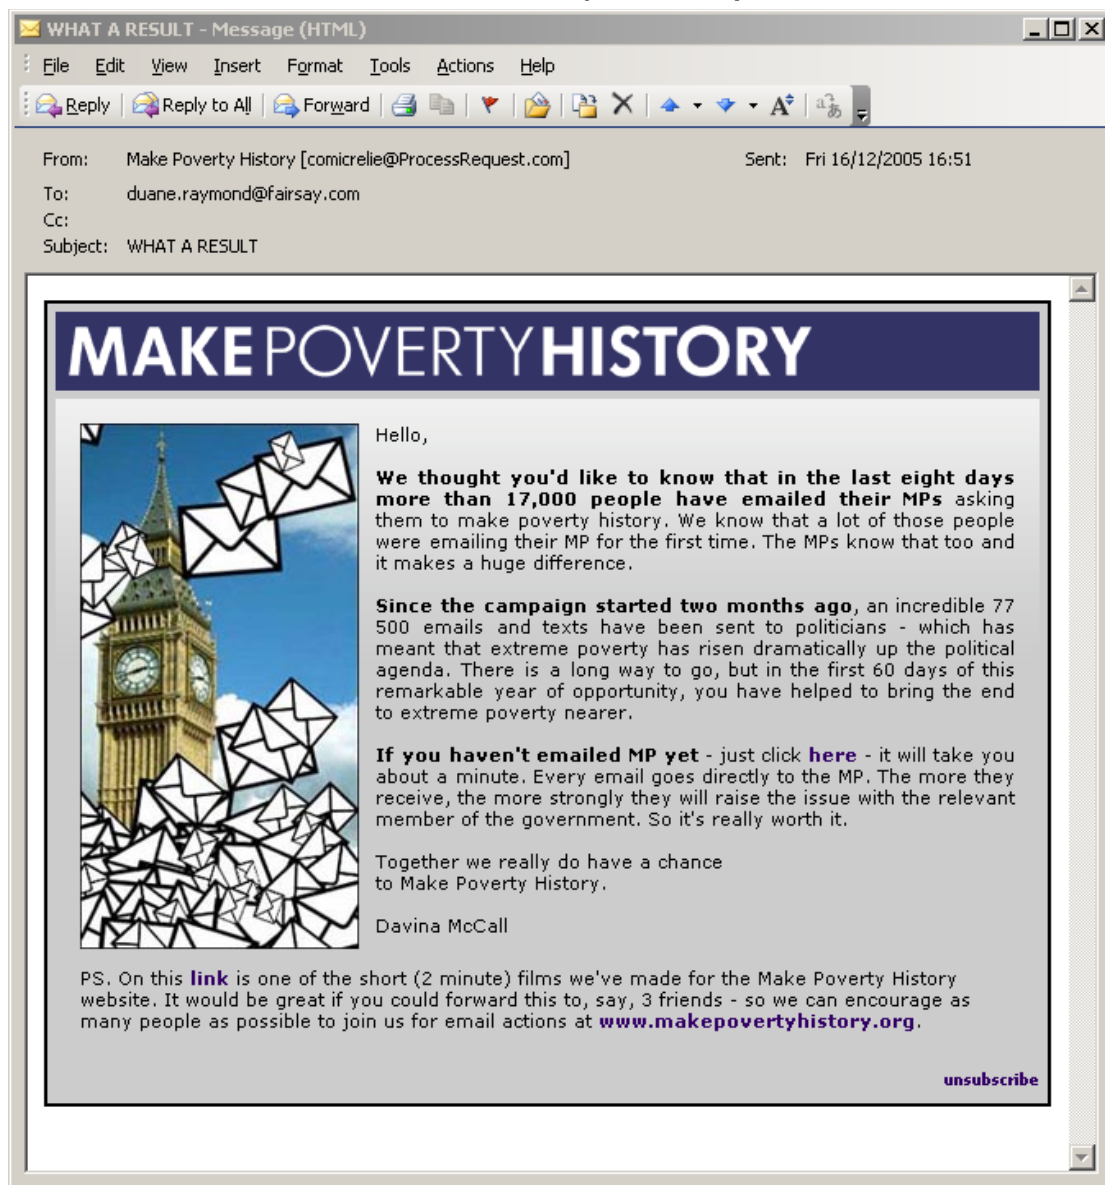 WHAT A RESULT - Message (HTML)
File Edit View Insert Format Tools Actions Help
Reply Reply to All Forward
From: Make Poverty History [comicrelie@ProcessRequest.com] Sent: Fri 16/12/2005 16:51
To: duane.raymond@fairsay.com
Cc:
Subject: WHAT A RESULT
MAKEPOVERTYHISTORY
Hello,
We thought you'd like to know that in the last eight days
more than 17,000 people have emailed their MPs asking
them to make poverty history. We know that a lot of those people
were emailing their MP for the first time. The MPs know that too and
it makes a huge difference.
Since the campaign started two months ago, an incredible 77
500 emails and texts have been sent to politicians - which has
meant that extreme poverty has risen dramatically up the political
agenda. There is a long way to go, but in the first 60 days of this
remarkable year of opportunity, you have helped to bring the end
to extreme poverty nearer.
If you haven't emailed MP yet - just click here - it will take you
about a minute. Every email goes directly to the MP. The more they
receive, the more strongly they will raise the issue with the relevant
member of the government. So it's really worth it.
Together we really do have a chance
to Make Poverty History.
Davina McCall
PS. On this link is one of the short (2 minute) films we've made for the Make Poverty History
website. It would be great if you could forward this to, say, 3 friends - so we can encourage as
many people as possible to join us for email actions at www.makepovertyhistory.org.
unsubscribe